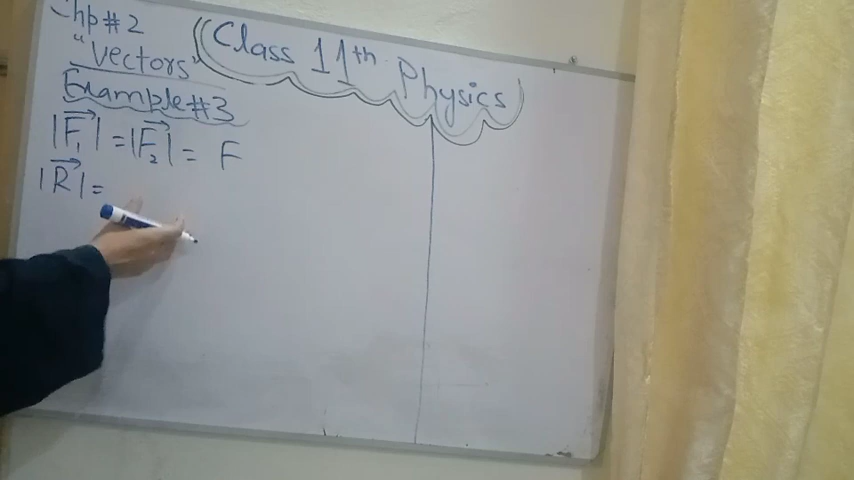 Chp#2
Class 11th Physics
"Vectors"
Example #3
|F₁| = |F₂| = F
|R| =